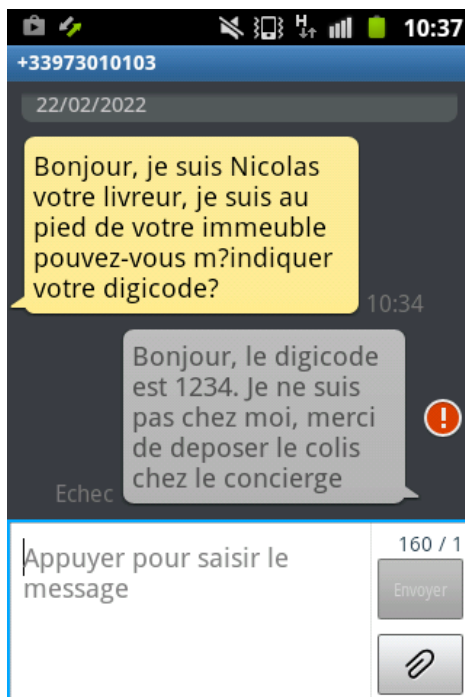 10:37
+33973010103
22/02/2022
Bonjour, je suis Nicolas
votre livreur, je suis au
pied de votre immeuble
pouvez-vous m?indiquer
votre digicode?
10:34
Bonjour, le digicode
est 1234. Je ne suis
pas chez moi, merci
de deposer le colis
chez le concierge
Echec
Appuyer pour saisir le
message
160 / 1
Envoyer